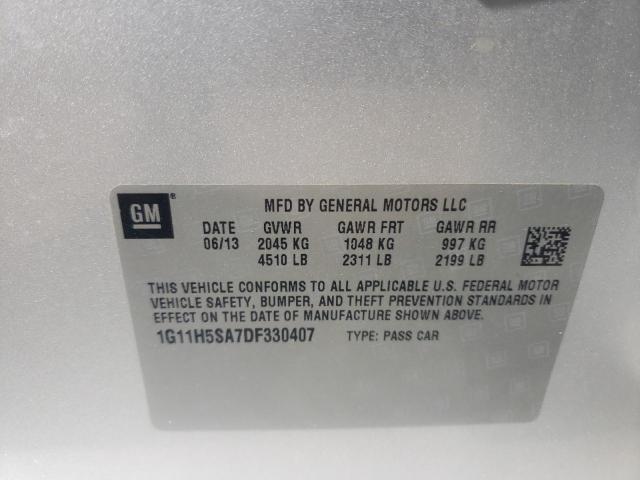 GM®
MFD BY GENERAL MOTORS LLC
DATE GVWR GAWR FRT GAWR RR
06/13 2045 KG 1048 KG 997 KG
4510 LB 2311 LB 2199 LB
THIS VEHICLE CONFORMS TO ALL APPLICABLE U.S. FEDERAL MOTOR
VEHICLE SAFETY, BUMPER, AND THEFT PREVENTION STANDARDS IN
EFFECT ON THE DATE OF MANUFACTURE SHOWN ABOVE.
1G11H5SA7DF330407 TYPE: PASS CAR